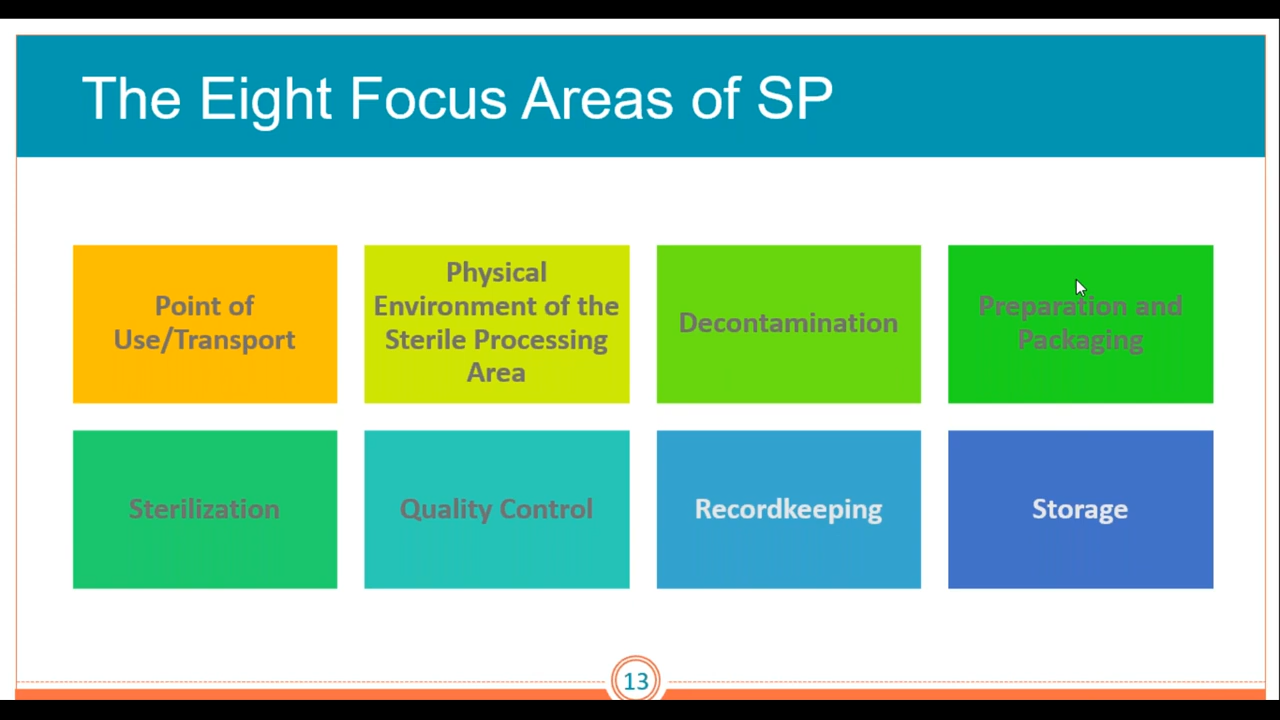 The Eight Focus Areas of SP
Point of
Use/Transport
Physical
Environment of the
Sterile Processing
Area
Decontamination
Preparation and
Packaging
Sterilization
Quality Control
Recordkeeping
Storage
13